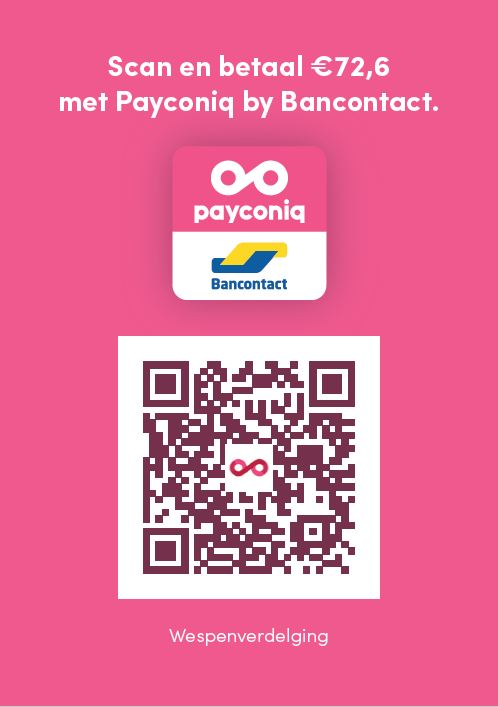 Scan en betaal €72,6
met Payconiq by Bancontact.
payconiq
Bancontact
Wespenverdelging